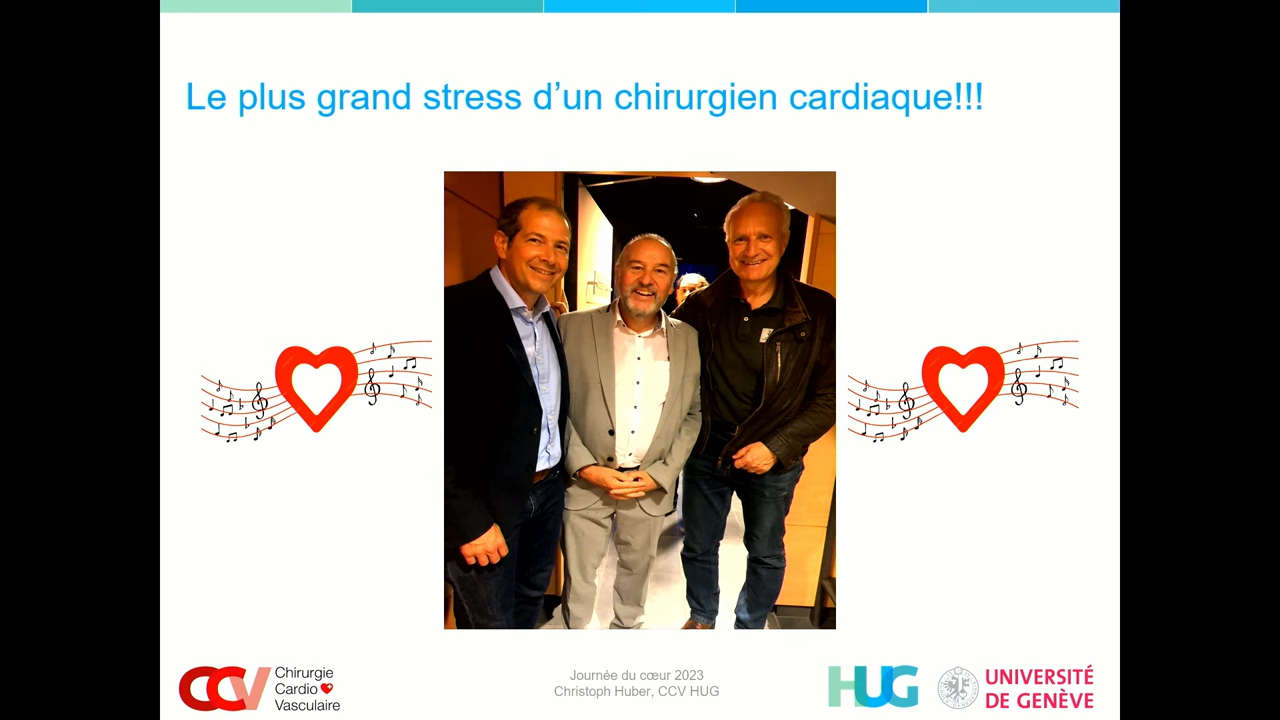 Le plus grand stress d’un chirurgien cardiaque!!!
CCV
Chirurgie
Cardio
Vasculaire
Journée du cœur 2023
Christoph Huber, CCV HUG
HUG
UNIVERSITÉ
DE GENÈVE